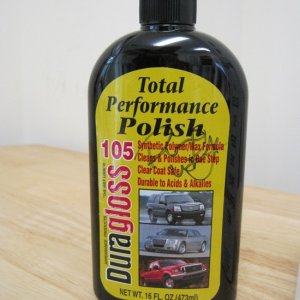 Total
Performance
Polish
105
Synthetic Polymer/Wax Formula
Cleans & Polishes in One Step
Clear Coat Safe
Durable to Acids & Alkalies
Duragloss
NET WT. 16 FL. OZ (473ml)